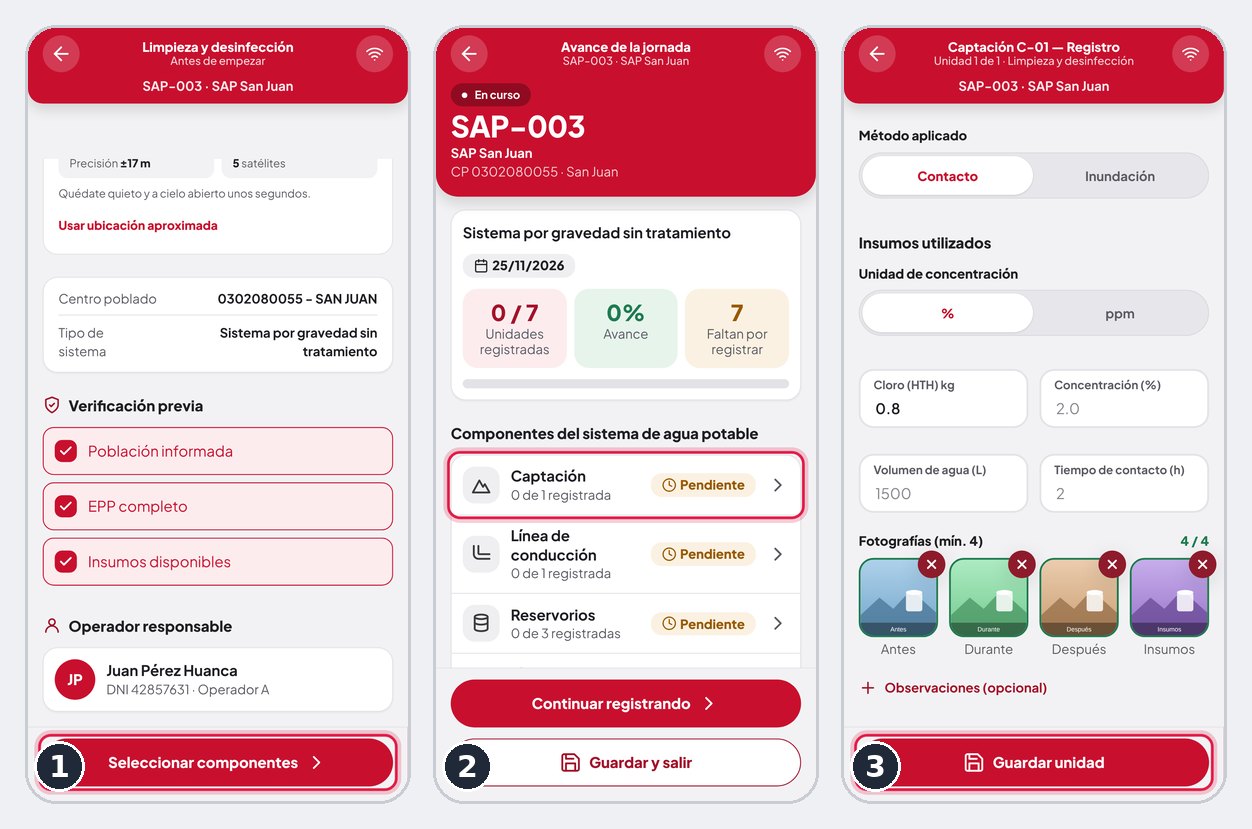 Limpieza y desinfección
Antes de empezar
SAP-003 · SAP San Juan
Precisión ±17 m
5 satélites
Quédate quieto y a cielo abierto unos segundos.
Usar ubicación aproximada
Centro poblado
0302080055 - SAN JUAN
Tipo de sistema
Sistema por gravedad sin tratamiento
Verificación previa
Población informada
EPP completo
Insumos disponibles
Operador responsable
JP
Juan Pérez Huanca
DNI 42857631 · Operador A
Seleccionar componentes
1
Avance de la jornada
SAP-003 · SAP San Juan
En curso
SAP-003
SAP San Juan
CP 0302080055 · San Juan
Sistema por gravedad sin tratamiento
25/11/2026
0 / 7
Unidades registradas
0%
Avance
7
Faltan por registrar
Componentes del sistema de agua potable
Captación
0 de 1 registrada
Pendiente
Línea de conducción
0 de 1 registrada
Pendiente
Reservorios
0 de 3 registradas
Pendiente
Continuar registrando
Guardar y salir
2
Captación C-01 — Registro
Unidad 1 de 1 · Limpieza y desinfección
SAP-003 · SAP San Juan
Método aplicado
Contacto
Inundación
Insumos utilizados
Unidad de concentración
%
ppm
Cloro (HTH) kg
0.8
Concentración (%)
2.0
Volumen de agua (L)
1500
Tiempo de contacto (h)
2
Fotografías (mín. 4)
4 / 4
Antes
Durante
Después
Insumos
Antes
Durante
Después
Insumos
+ Observaciones (opcional)
Guardar unidad
3